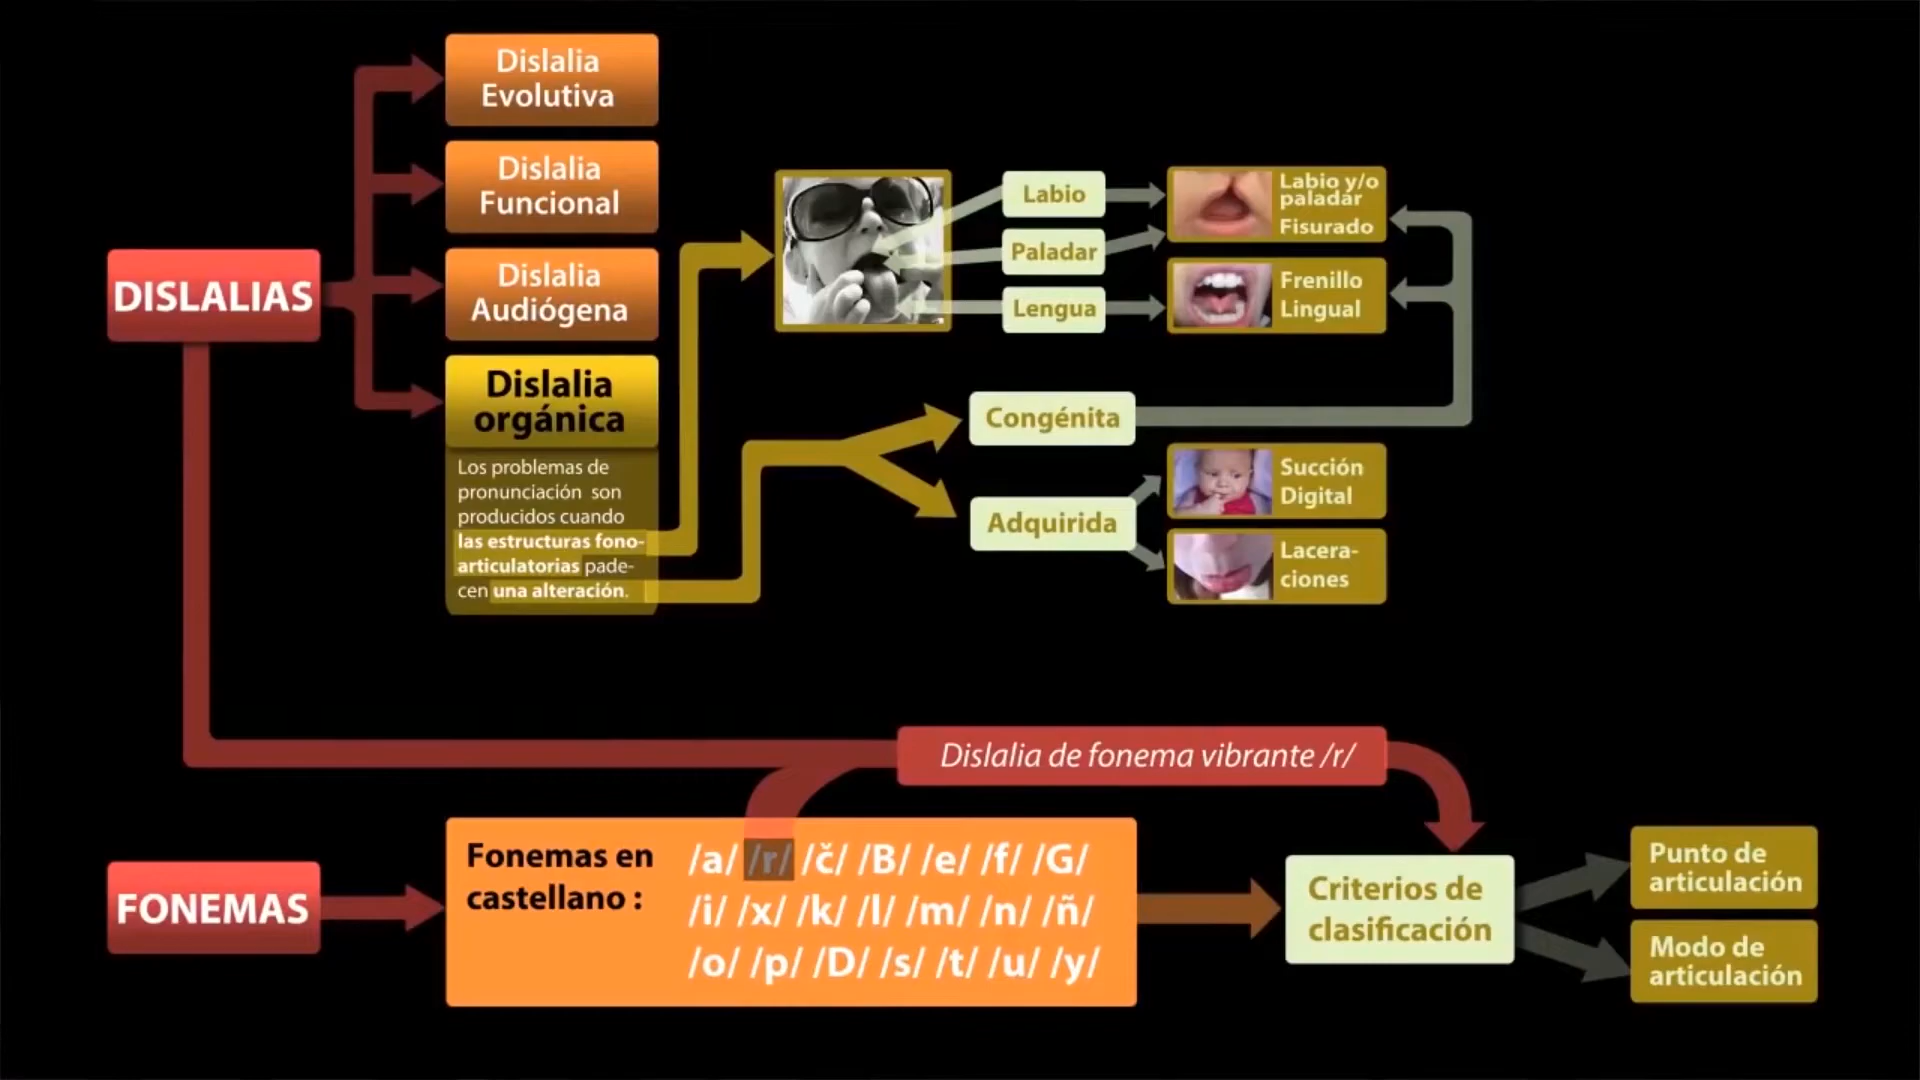 DISLALIAS
Dislalia
Evolutiva
Dislalia
Funcional
Dislalia
Audiógena
Dislalia
orgánica
Los problemas de
pronunciación son
producidos cuando
las estructuras fono-
articulatorias pade-
cen una alteración.
Labio
Paladar
Lengua
Labio y/o
paladar
Fisurado
Frenillo
Lingual
Congénita
Adquirida
Succión
Digital
Lacera-
ciones
Dislalia de fonema vibrante /r/
FONEMAS
Fonemas en
castellano :
/a/ /r/ /č/ /B/ /e/ /f/ /G/
/i/ /x/ /k/ /l/ /m/ /n/ /ñ/
/o/ /p/ /D/ /s/ /t/ /u/ /y/
Criterios de
clasificación
Punto de
articulación
Modo de
articulación